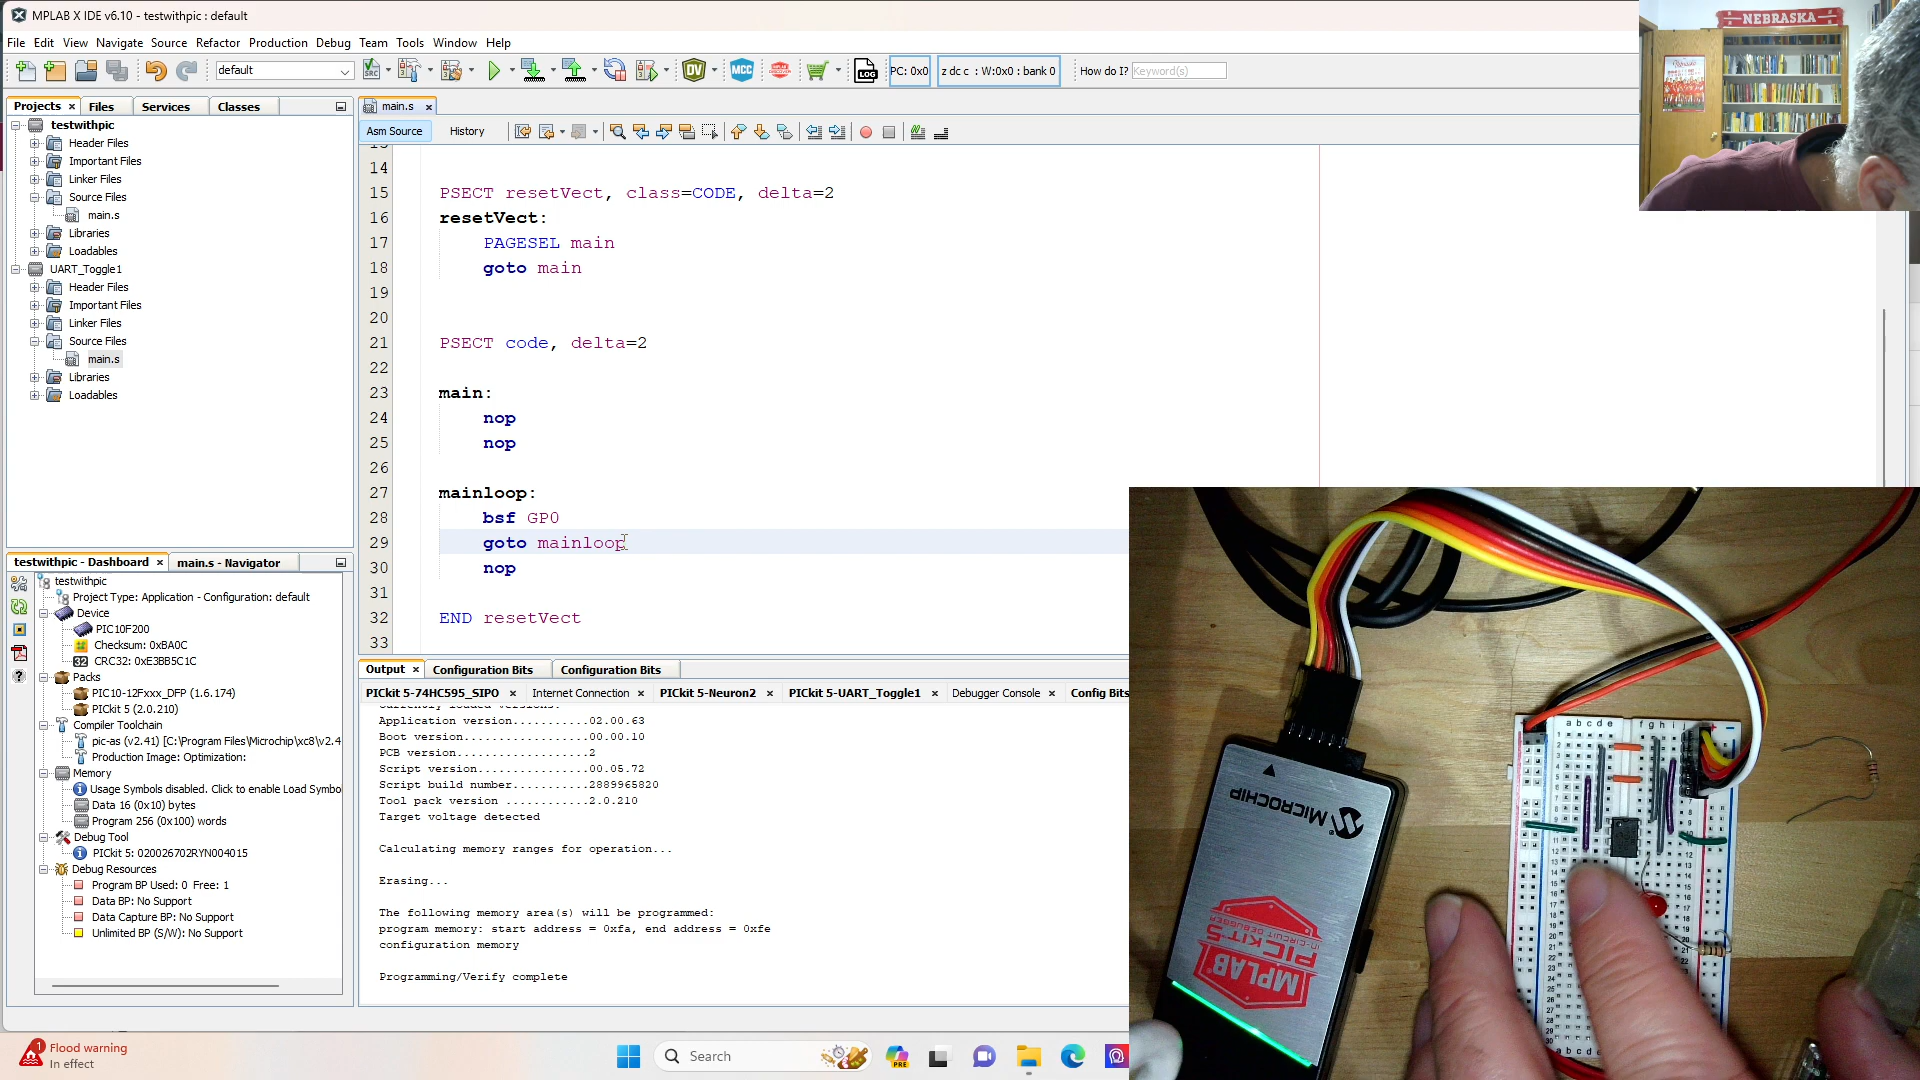 MPLAB X IDE v6.10 - testwithpic : default
File Edit View Navigate Source Refactor Production Debug Team Tools Window Help
default
PC: 0x0
z dc c : W:0x0 : bank 0
How do I? Keyword(s)
Projects Files Services Classes
testwithpic
Header Files
Important Files
Linker Files
Source Files
main.s
Libraries
Loadables
UART_Toggle1
Header Files
Important Files
Linker Files
Source Files
main.s
Libraries
Loadables
testwithpic - Dashboard main.s - Navigator
testwithpic
Project Type: Application - Configuration: default
Device
PIC10F200
Checksum: 0xBA0C
CRC32: 0xE3BB5C1C
Packs
PIC10-12Fxxx_DFP (1.6.174)
PICkit 5 (2.0.210)
Compiler Toolchain
pic-as (v2.41) [C:\Program Files\Microchip\xc8\v2.4
Production Image: Optimization:
Memory
Usage Symbols disabled. Click to enable Load Symbo
Data 16 (0x10) bytes
Program 256 (0x100) words
Debug Tool
PICkit 5: 020026702RYN004015
Debug Resources
Program BP Used: 0 Free: 1
Data BP: No Support
Data Capture BP: No Support
Unlimited BP (S/W): No Support
main.s
Asm Source History
14
15 PSECT resetVect, class=CODE, delta=2
16 resetVect:
17 PAGESEL main
18 goto main
19
20
21 PSECT code, delta=2
22
23 main:
24 nop
25 nop
26
27 mainloop:
28 bsf GP0
29 goto mainloop
30 nop
31
32 END resetVect
33
Output Configuration Bits Configuration Bits
PICkit 5-74HC595_SIPO Internet Connection PICkit 5-Neuron2 PICkit 5-UART_Toggle1 Debugger Console Config Bits
Currently loaded versions:
Application version...........02.00.63
Boot version..................00.00.10
PCB version...................2
Script version................00.05.72
Script build number...........2889965820
Tool pack version ............2.0.210
Target voltage detected
Calculating memory ranges for operation...
Erasing...
The following memory area(s) will be programmed:
program memory: start address = 0xfa, end address = 0xfe
configuration memory
Programming/Verify complete
NEBRASKA
MICROCHIP
MPLAB
PICKIT 5
IN-CIRCUIT DEBUGGER
Flood warning
In effect
Search